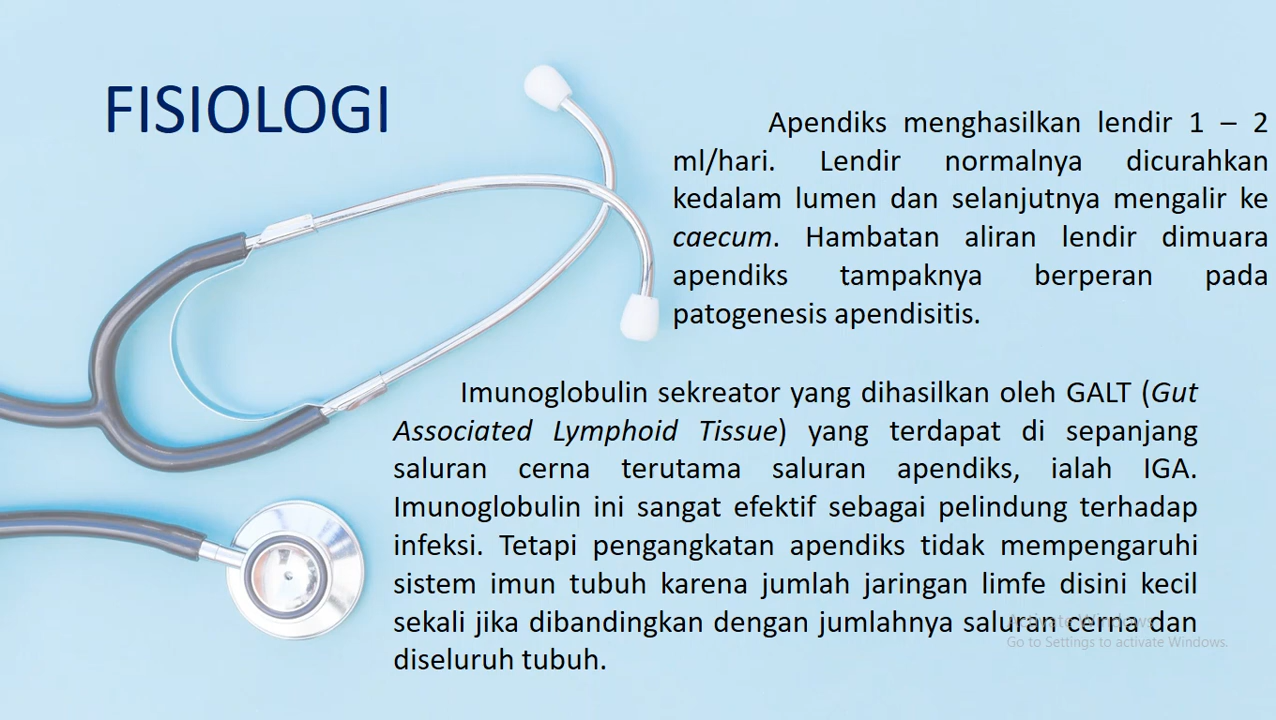 FISIOLOGI
Apendiks menghasilkan lendir 1 – 2
ml/hari. Lendir normalnya dicurahkan
kedalam lumen dan selanjutnya mengalir ke
caecum. Hambatan aliran lendir dimuara
apendiks tampaknya berperan pada
patogenesis apendisitis.
Imunoglobulin sekreator yang dihasilkan oleh GALT (Gut
Associated Lymphoid Tissue) yang terdapat di sepanjang
saluran cerna terutama saluran apendiks, ialah IGA.
Imunoglobulin ini sangat efektif sebagai pelindung terhadap
infeksi. Tetapi pengangkatan apendiks tidak mempengaruhi
sistem imun tubuh karena jumlah jaringan limfe disini kecil
sekali jika dibandingkan dengan jumlahnya saluran cerna dan
diseluruh tubuh.
Activate Windows
Go to Settings to activate Windows.